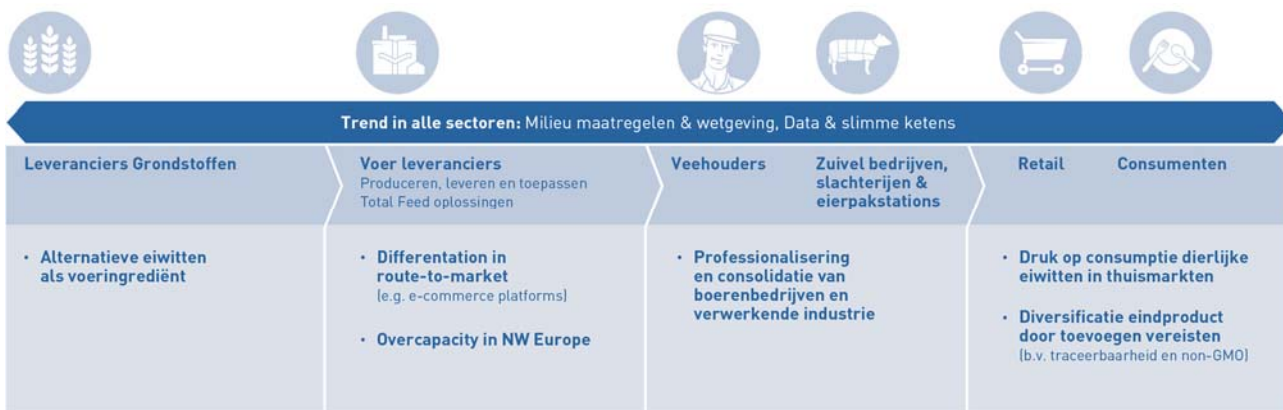 Trend in alle sectoren: Milieu maatregelen & wetgeving, Data & slimme ketens
Leveranciers Grondstoffen
Voer leveranciers
Produceren, leveren en toepassen
Total Feed oplossingen
Veehouders
Zuivel bedrijven,
slachterijen &
eierpakstations
Retail
Consumenten
• Alternatieve eiwitten
als voeringrediënt
• Differentation in
route-to-market
(e.g. e-commerce platforms)
• Overcapacity in NW Europe
• Professionalisering
en consolidatie van
boerenbedrijven en
verwerkende industrie
• Druk op consumptie dierlijke
eiwitten in thuismarkten
• Diversificatie eindproduct
door toevoegen vereisten
(b.v. traceerbaarheid en non-GMO)